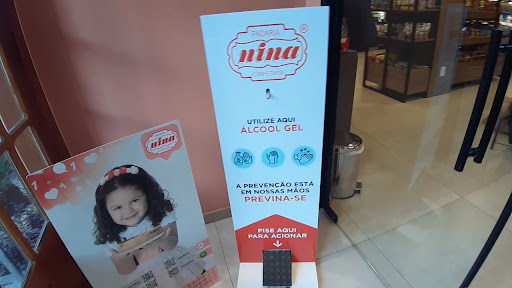 PADARIA
nina
®
CONFEITARIA
UTILIZE AQUI
ÁLCOOL GEL
A PREVENÇÃO ESTÁ
EM NOSSAS MÃOS
PREVINA-SE
PISE AQUI
PARA ACIONAR
nina